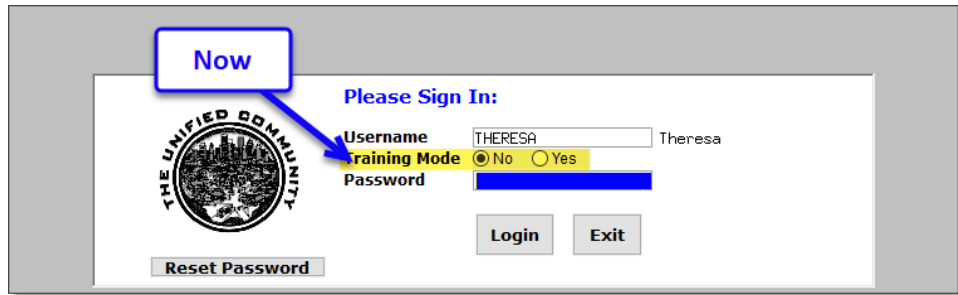 Now
Please Sign In:
Username THERESA Theresa
Training Mode No Yes
Password
Login Exit
THE UNIFIED COMMUNITY
Reset Password